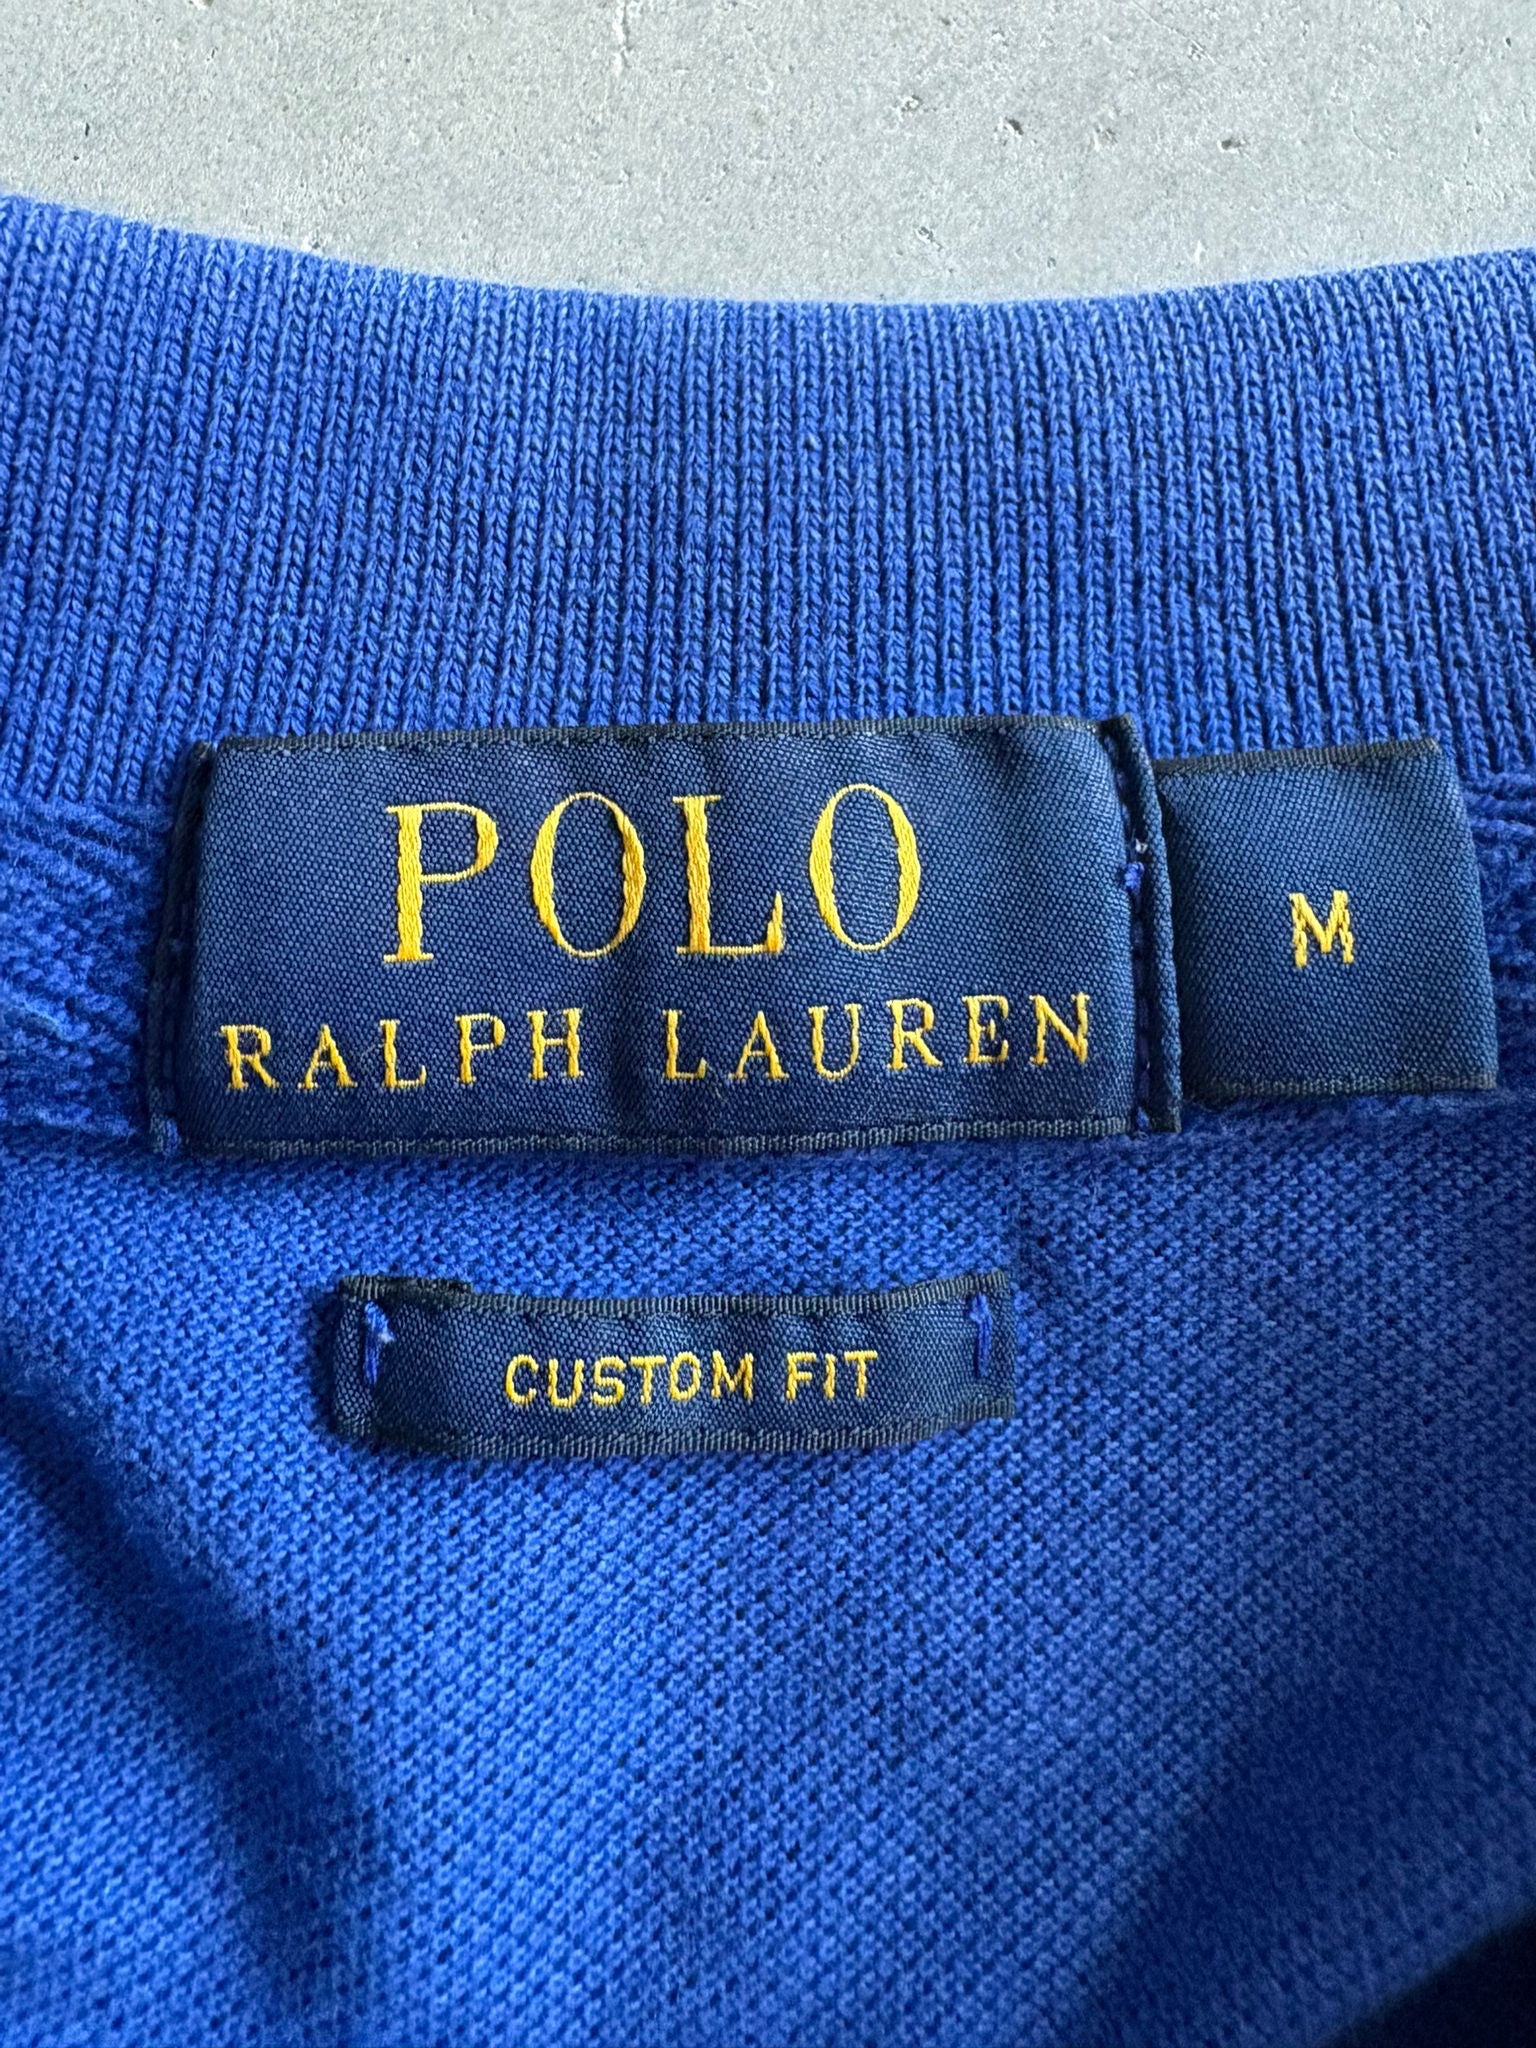 POLO
RALPH LAUREN
M
CUSTOM FIT